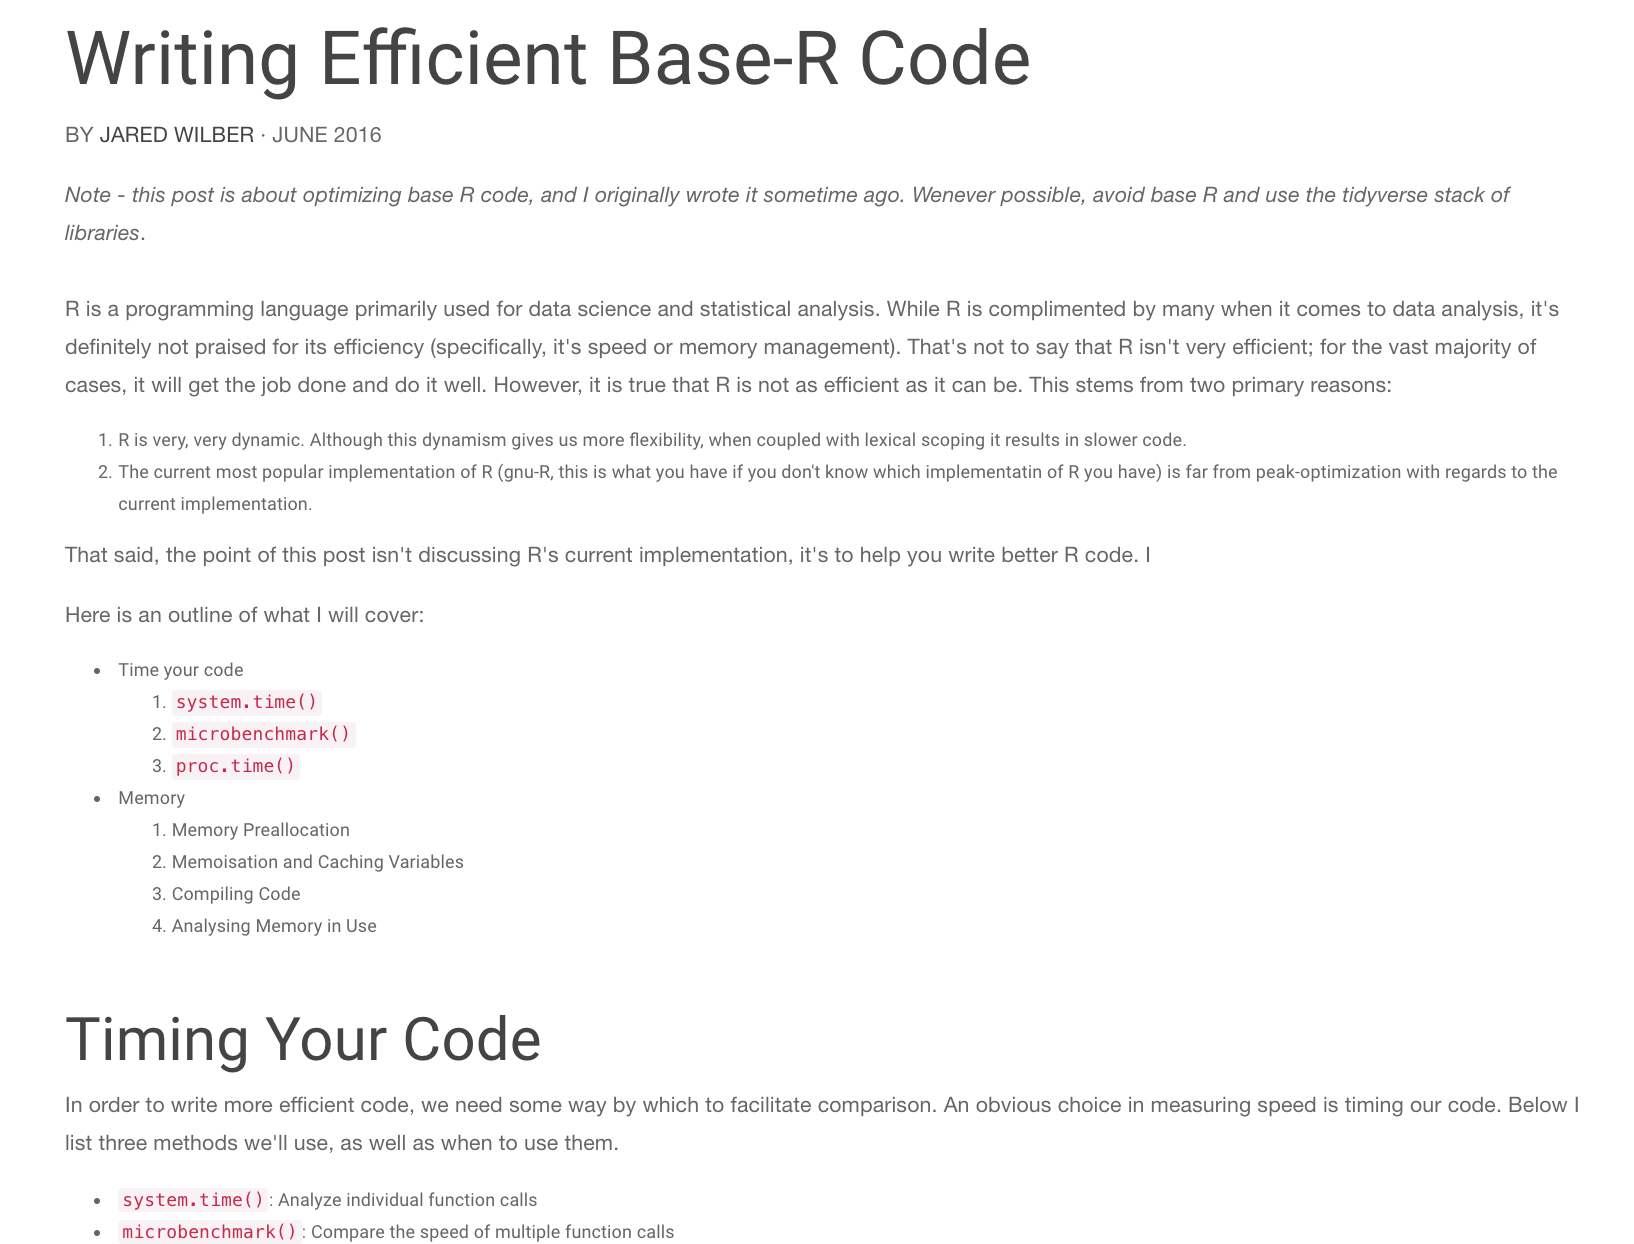 Writing Efficient Base-R Code
BY JARED WILBER · JUNE 2016
Note - this post is about optimizing base R code, and I originally wrote it sometime ago. Wenever possible, avoid base R and use the tidyverse stack of
libraries.
R is a programming language primarily used for data science and statistical analysis. While R is complimented by many when it comes to data analysis, it's
definitely not praised for its efficiency (specifically, it's speed or memory management). That's not to say that R isn't very efficient; for the vast majority of
cases, it will get the job done and do it well. However, it is true that R is not as efficient as it can be. This stems from two primary reasons:
1. R is very, very dynamic. Although this dynamism gives us more flexibility, when coupled with lexical scoping it results in slower code.
2. The current most popular implementation of R (gnu-R, this is what you have if you don't know which implementatin of R you have) is far from peak-optimization with regards to the
current implementation.
That said, the point of this post isn't discussing R's current implementation, it's to help you write better R code. I
Here is an outline of what I will cover:
• Time your code
1. system.time()
2. microbenchmark()
3. proc.time()
• Memory
1. Memory Preallocation
2. Memoisation and Caching Variables
3. Compiling Code
4. Analysing Memory in Use
Timing Your Code
In order to write more efficient code, we need some way by which to facilitate comparison. An obvious choice in measuring speed is timing our code. Below I
list three methods we'll use, as well as when to use them.
• system.time(): Analyze individual function calls
• microbenchmark(): Compare the speed of multiple function calls